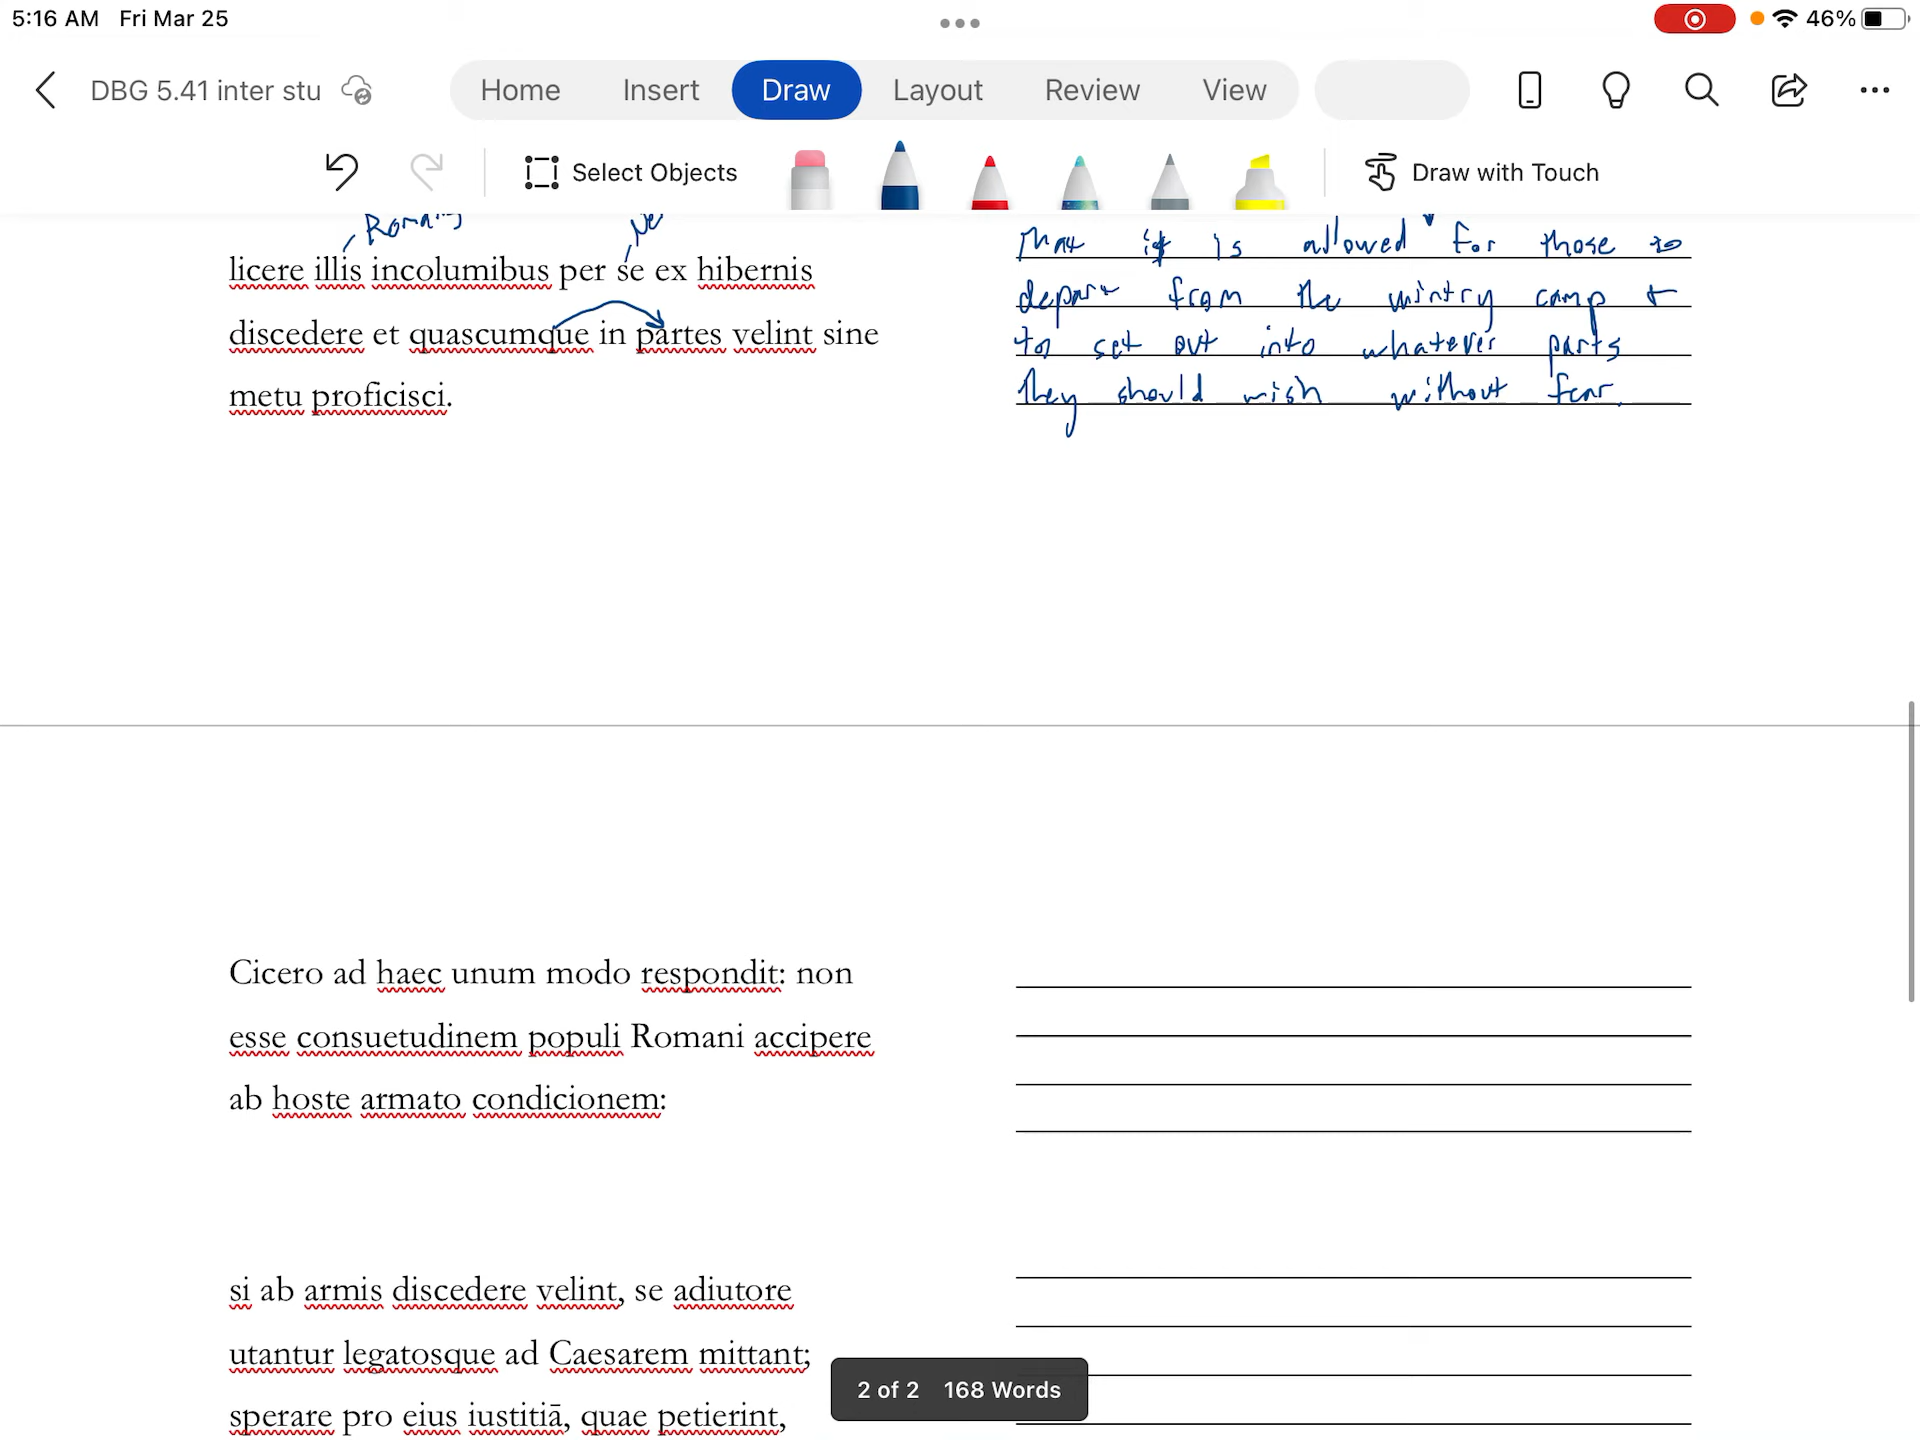 5:16 AM Fri Mar 25
46%
DBG 5.41 inter stu
Home Insert Draw Layout Review View
Select Objects
Draw with Touch
Romans
licere illis incolumibus per se ex hibernis
discedere et quascumque in partes velint sine
metu proficisci.
That it is allowed for those to
depart from the wintry camp +
to set out into whatever parts
they should wish without fear.
Cicero ad haec unum modo respondit: non
esse consuetudinem populi Romani accipere
ab hoste armato condicionem:
si ab armis discedere velint, se adiutore
utantur legatosque ad Caesarem mittant;
sperare pro eius iustitiā, quae petierint,
2 of 2 168 Words